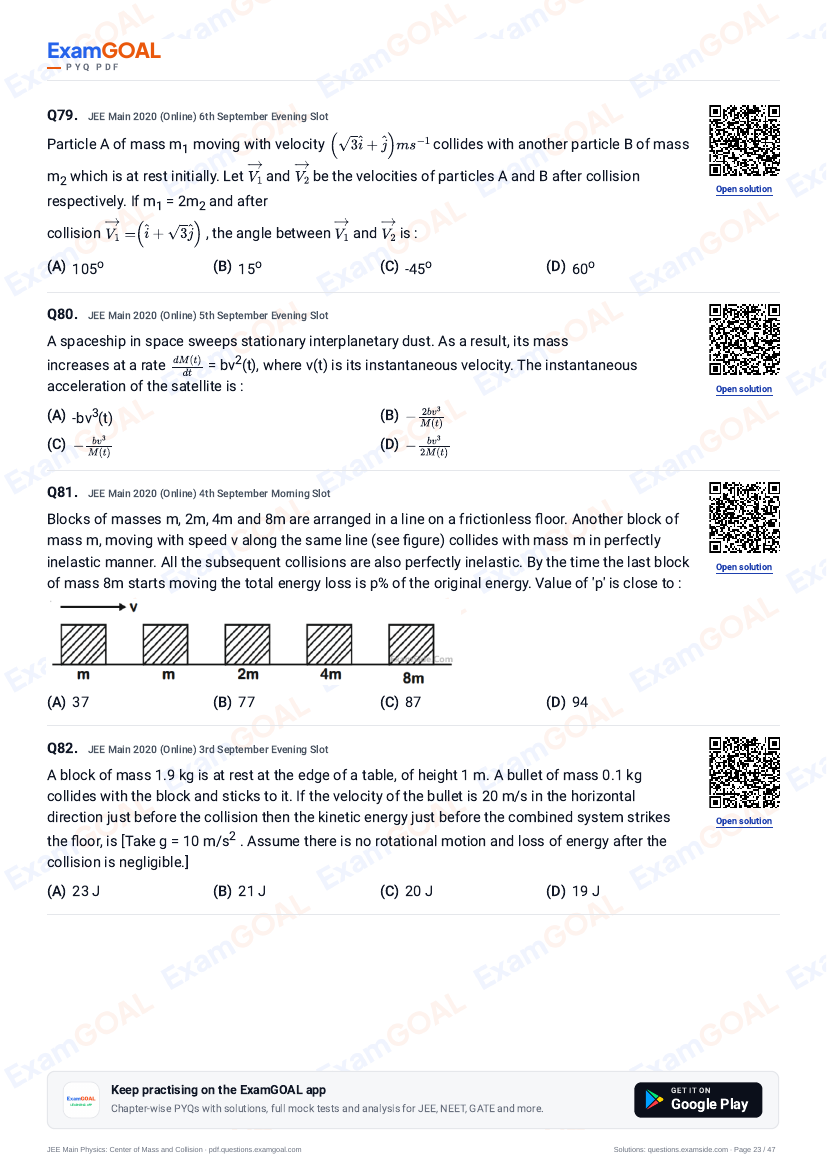 ExamGOAL
PYQ PDF
Q79. JEE Main 2020 (Online) 6th September Evening Slot
Particle A of mass m₁ moving with velocity (√3î + ĵ)ms⁻¹ collides with another particle B of mass
m₂ which is at rest initially. Let V₁→ and V₂→ be the velocities of particles A and B after collision
respectively. If m₁ = 2m₂ and after
collision V₁→ =(î + √3ĵ) , the angle between V₁→ and V₂→ is :
(A) 105° (B) 15° (C) -45° (D) 60°
Open solution
Q80. JEE Main 2020 (Online) 5th September Evening Slot
A spaceship in space sweeps stationary interplanetary dust. As a result, its mass
increases at a rate dM(t)/dt = bv²(t), where v(t) is its instantaneous velocity. The instantaneous
acceleration of the satellite is :
(A) -bv³(t) (B) −2bv³/M(t)
(C) −bv³/M(t) (D) −bv³/2M(t)
Open solution
Q81. JEE Main 2020 (Online) 4th September Morning Slot
Blocks of masses m, 2m, 4m and 8m are arranged in a line on a frictionless floor. Another block of
mass m, moving with speed v along the same line (see figure) collides with mass m in perfectly
inelastic manner. All the subsequent collisions are also perfectly inelastic. By the time the last block
of mass 8m starts moving the total energy loss is p% of the original energy. Value of 'p' is close to :
Open solution
v
m m 2m 4m 8m
(A) 37 (B) 77 (C) 87 (D) 94
Q82. JEE Main 2020 (Online) 3rd September Evening Slot
A block of mass 1.9 kg is at rest at the edge of a table, of height 1 m. A bullet of mass 0.1 kg
collides with the block and sticks to it. If the velocity of the bullet is 20 m/s in the horizontal
direction just before the collision then the kinetic energy just before the combined system strikes
the floor, is [Take g = 10 m/s² . Assume there is no rotational motion and loss of energy after the
collision is negligible.]
Open solution
(A) 23 J (B) 21 J (C) 20 J (D) 19 J
ExamGOAL
Keep practising on the ExamGOAL app
Chapter-wise PYQs with solutions, full mock tests and analysis for JEE, NEET, GATE and more.
GET IT ON
Google Play
JEE Main Physics: Center of Mass and Collision · pdf.questions.examgoal.com
Solutions: questions.examside.com · Page 23 / 47